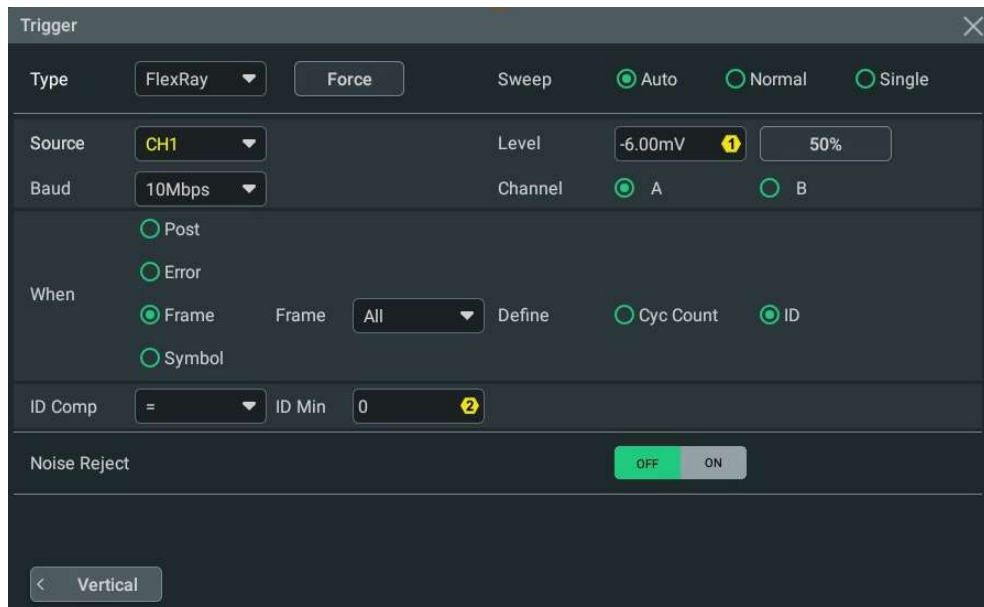 Trigger
Type FlexRay Force Sweep Auto Normal Single
Source CH1 Level -6.00mV 1 50%
Baud 10Mbps Channel A B
Post
Error
When
Frame Frame All Define Cyc Count ID
Symbol
ID Comp = ID Min 0 2
Noise Reject OFF ON
< Vertical